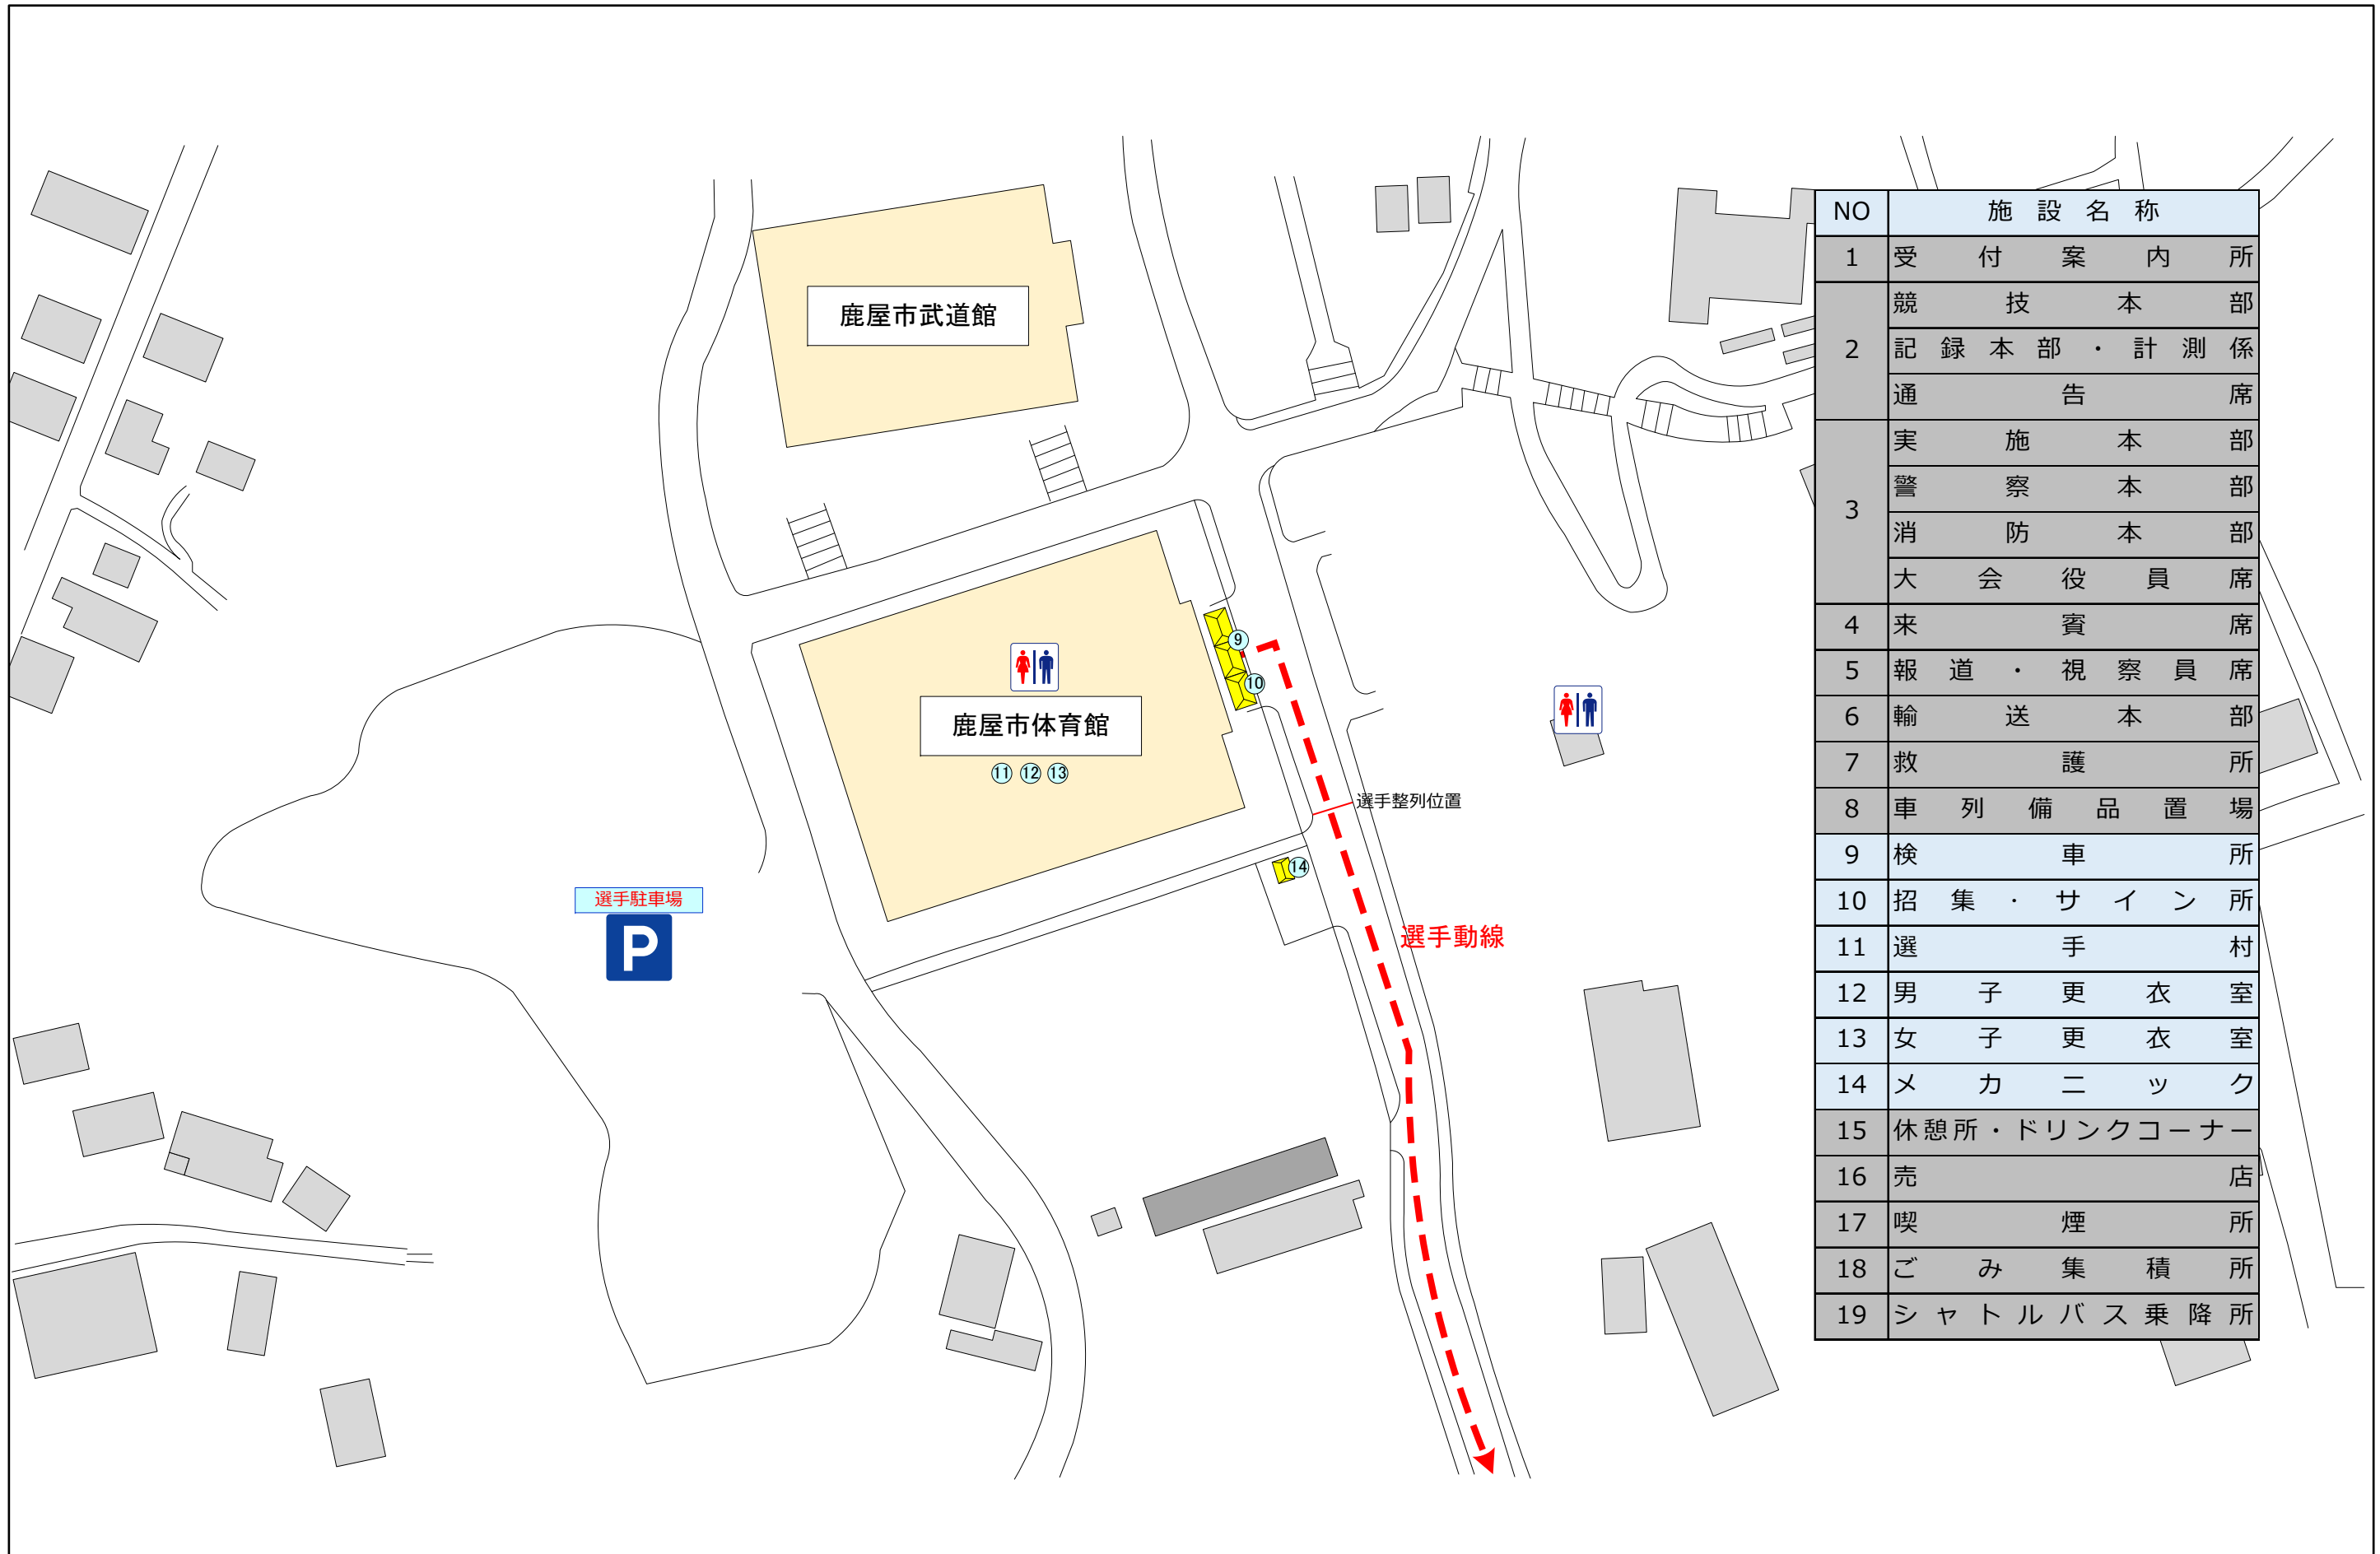 鹿屋市武道館
鹿屋市体育館
⑨
⑩
⑪ ⑫ ⑬
選手整列位置
⑭
選手駐車場
P
選手動線
NO 施設名称
1 受付案内所
2 競技本部
記録本部・計測係
通告席
3 実施本部
警察本部
消防本部
大会役員席
4 来賓席
5 報道・視察員席
6 輸送本部
7 救護所
8 車列備品置場
9 検車所
10 招集・サイン所
11 選手村
12 男子更衣室
13 女子更衣室
14 メカニック
15 休憩所・ドリンクコーナー
16 売店
17 喫煙所
18 ごみ集積所
19 シャトルバス乗降所